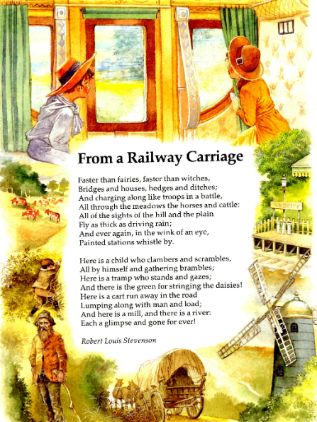 From a Railway Carriage
Faster than fairies, faster than witches,
Bridges and houses, hedges and ditches;
And charging along like troops in a battle,
All through the meadows the horses and cattle:
All of the sights of the hill and the plain
Fly as thick as driving rain;
And ever again, in the wink of an eye,
Painted stations whistle by.
Here is a child who clambers and scrambles,
All by himself and gathering brambles;
Here is a tramp who stands and gazes;
And there is the green for stringing the daisies!
Here is a cart run away in the road
Lumping along with man and load;
And here is a mill, and there is a river:
Each a glimpse and gone for ever!
Robert Louis Stevenson